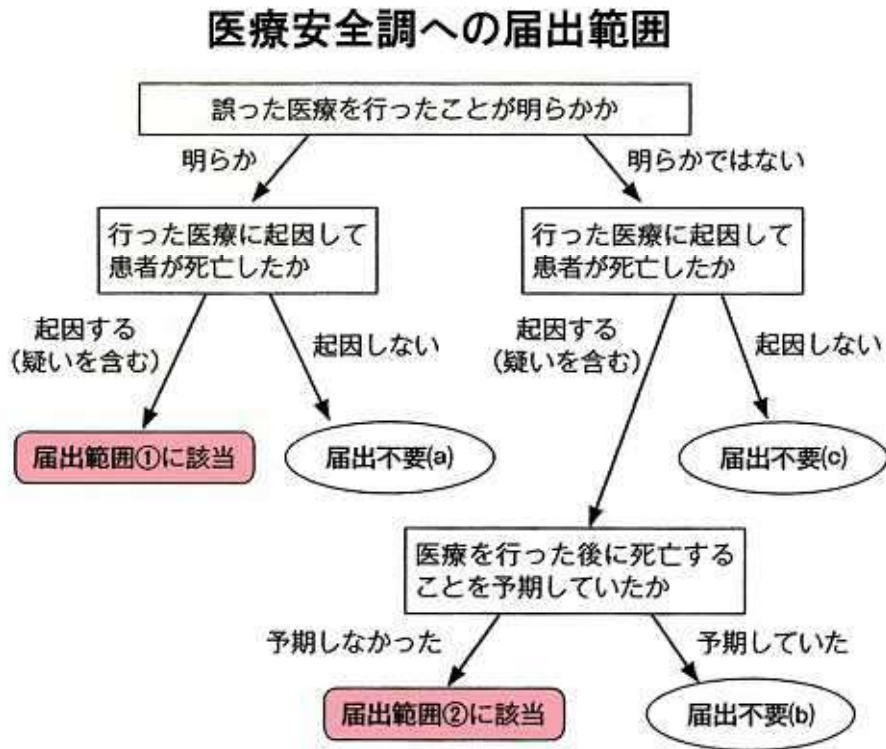 医療安全調への届出範囲
誤った医療を行ったことが明らかか
明らか
明らかではない
行った医療に起因して
患者が死亡したか
行った医療に起因して
患者が死亡したか
起因する
(疑いを含む)
起因しない
起因する
(疑いを含む)
起因しない
届出範囲①に該当
届出不要(a)
届出不要(c)
医療を行った後に死亡する
ことを予期していたか
予期しなかった
予期していた
届出範囲②に該当
届出不要(b)